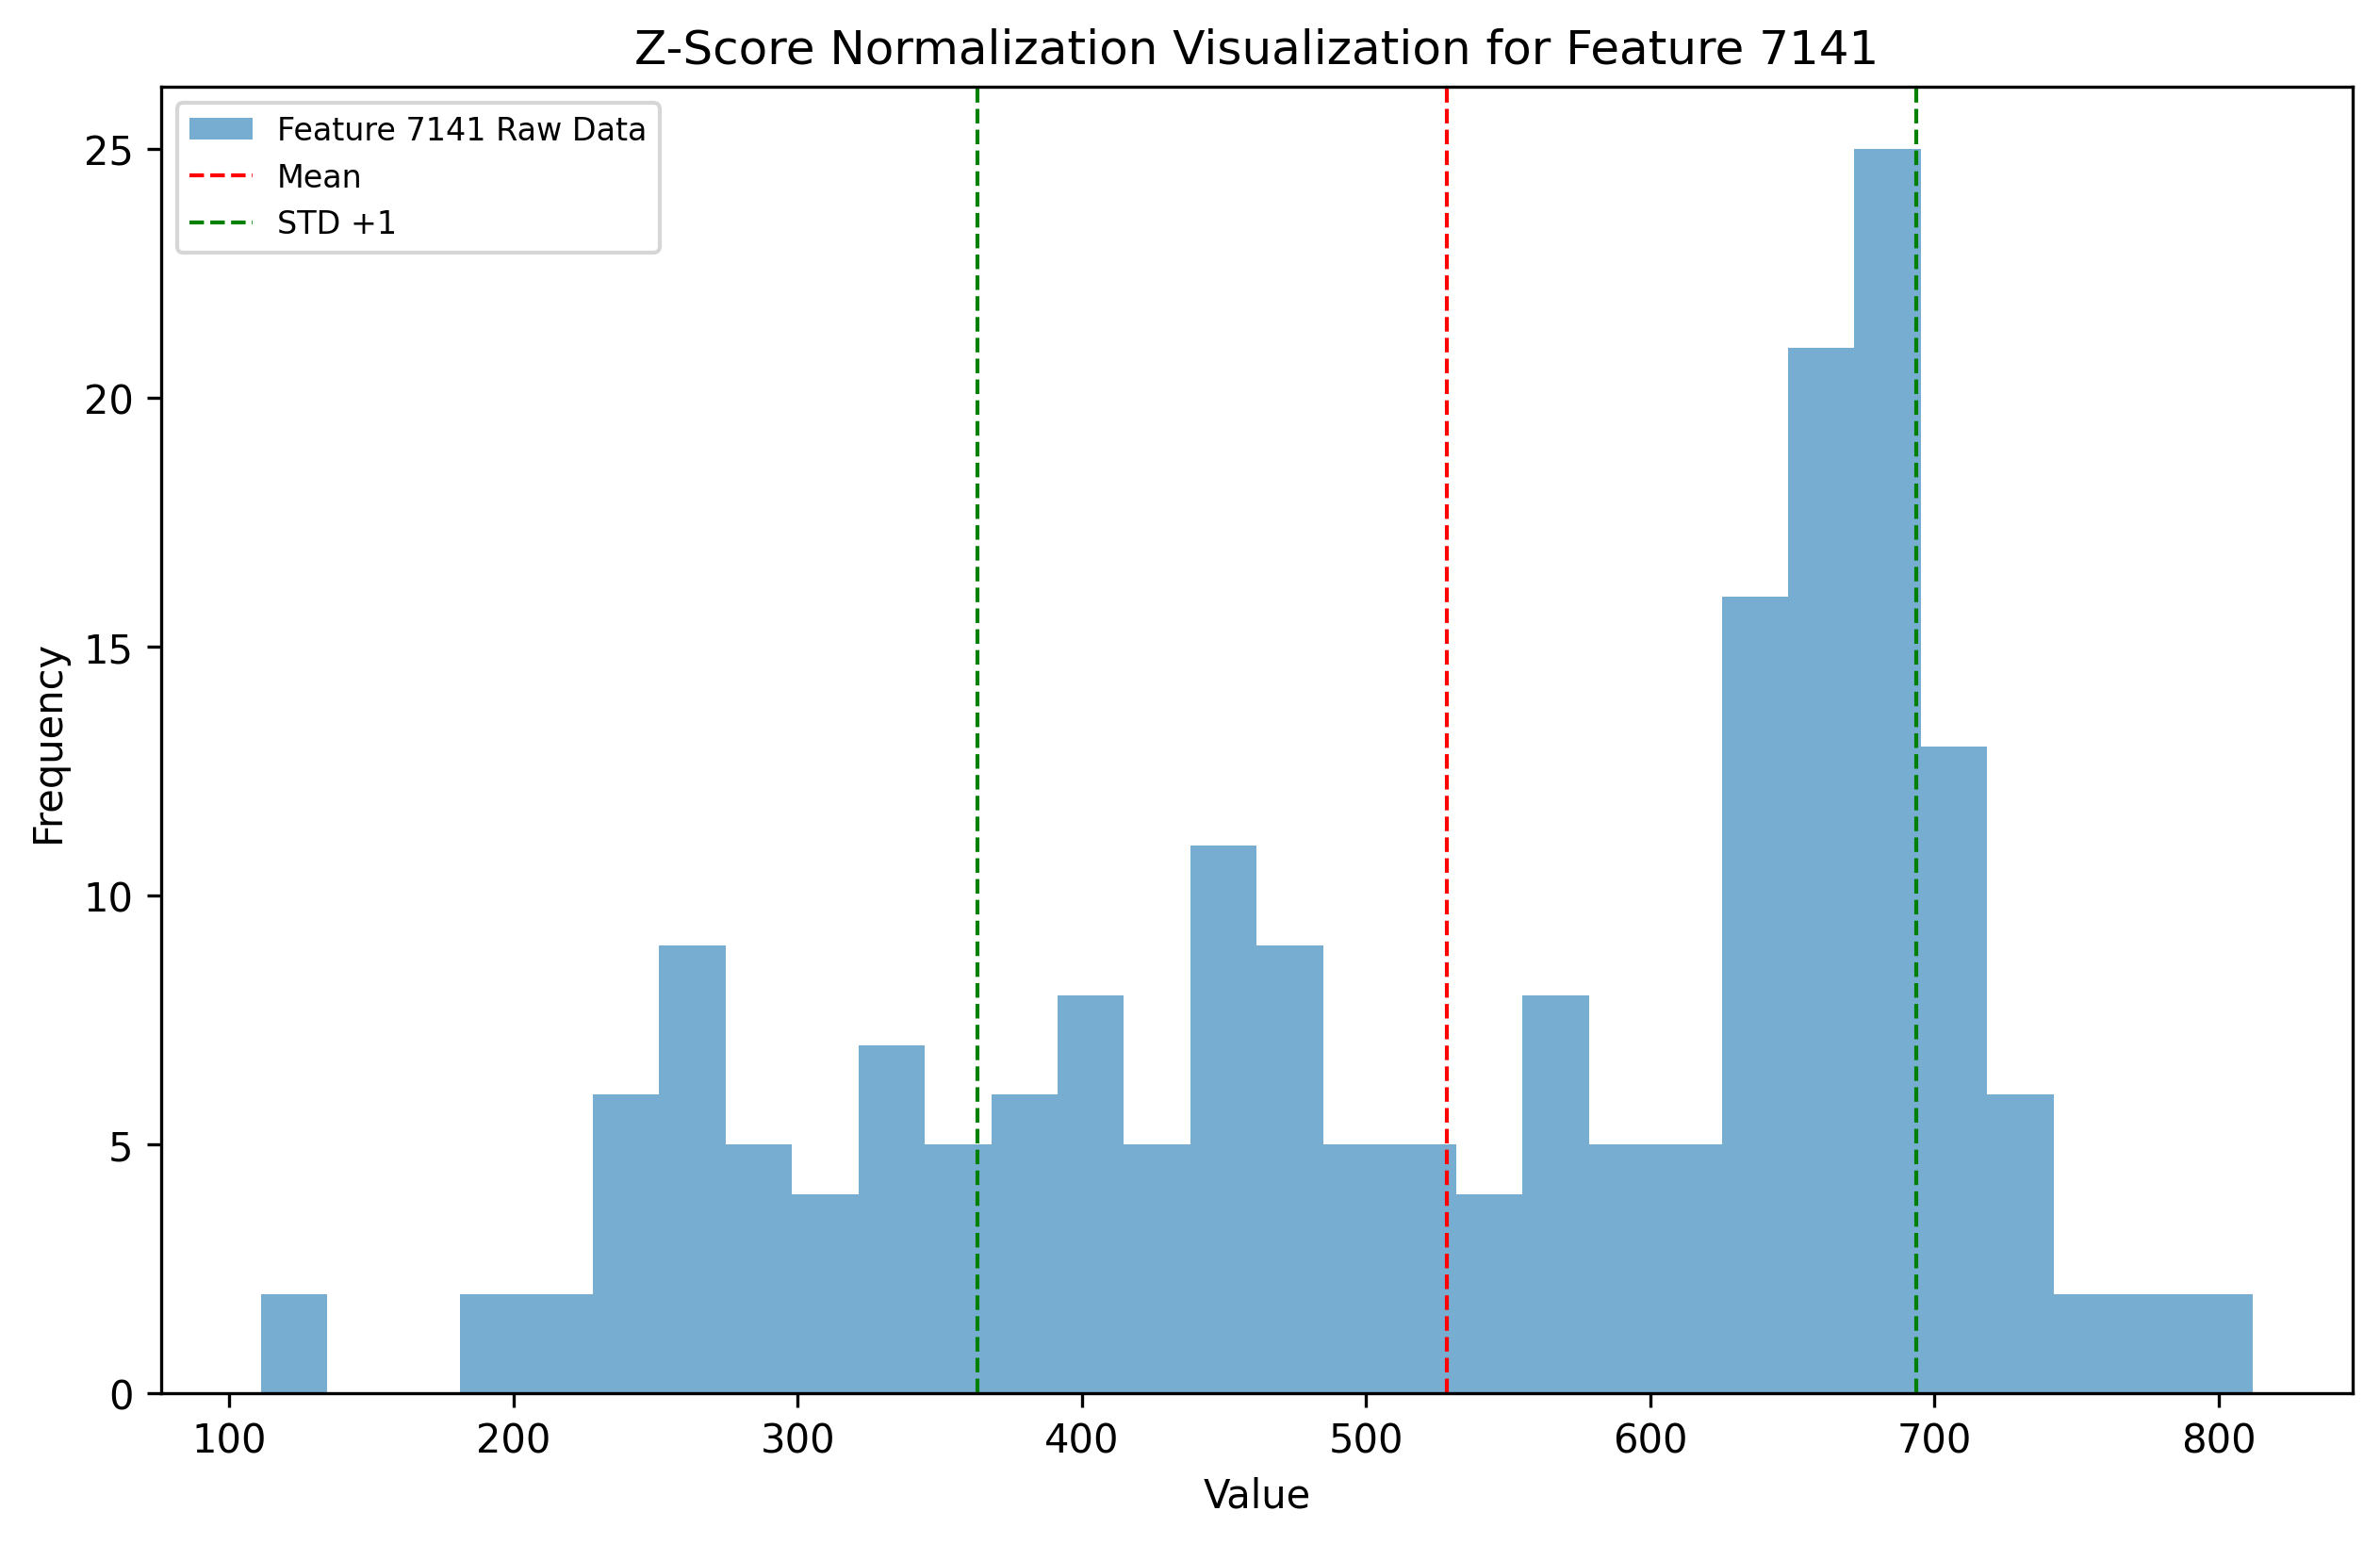 Z-Score Normalization Visualization for Feature 7141
Feature 7141 Raw Data
Mean
STD +1
25
20
15
10
5
0
Frequency
100 200 300 400 500 600 700 800
Value